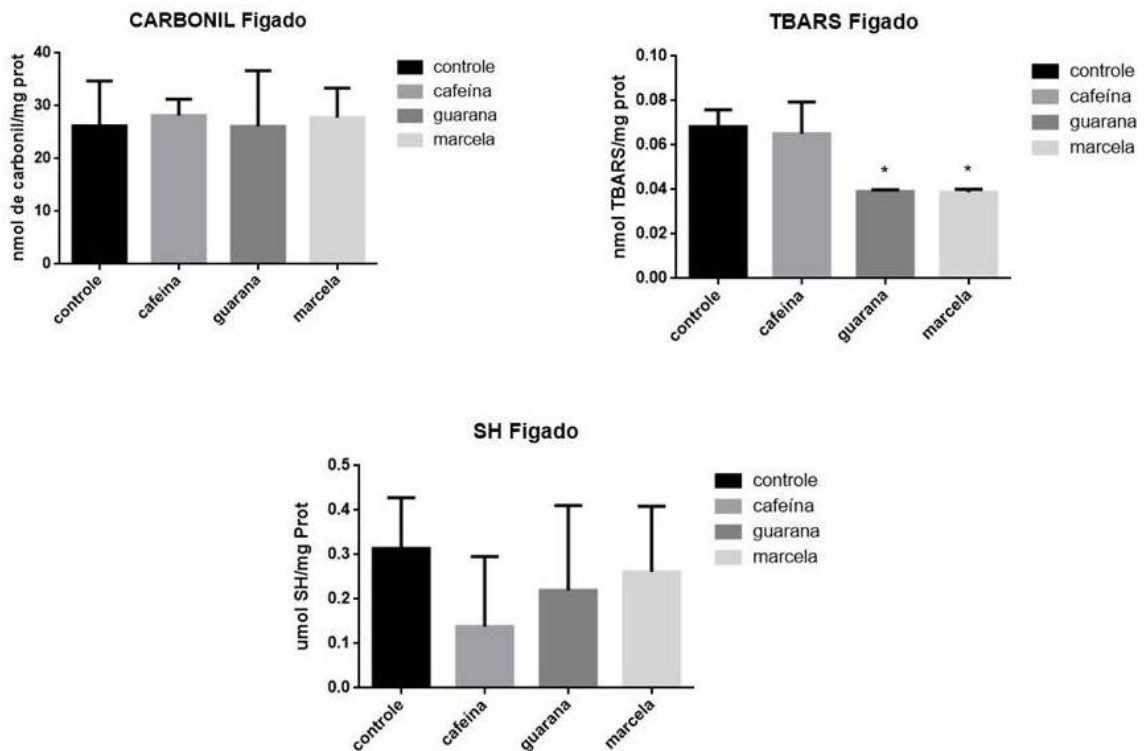 CARBONIL Figado
nmol de carbonil/mg prot
40
30
20
10
0
controle
cafeina
guarana
marcela
controle
cafeína
guarana
marcela
TBARS Figado
nmol TBARS/mg prot
0.10
0.08
0.06
0.04
0.02
0.00
*
*
controle
cafeína
guarana
marcela
controle
cafeína
guarana
marcela
SH Figado
umol SH/mg Prot
0.5
0.4
0.3
0.2
0.1
0.0
controle
cafeina
guarana
marcela
controle
cafeína
guarana
marcela